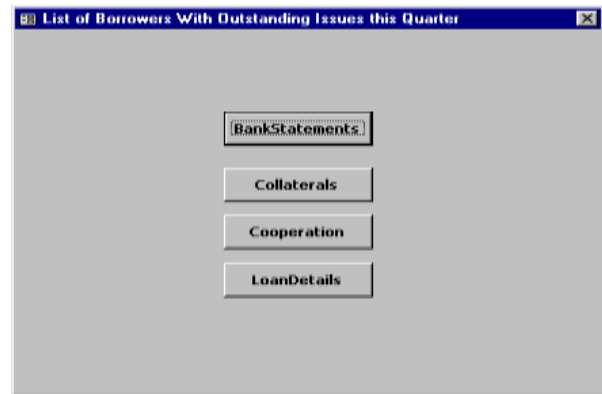 List of Borrowers With Outstanding Issues this Quarter
BankStatements
Collaterals
Cooperation
LoanDetails